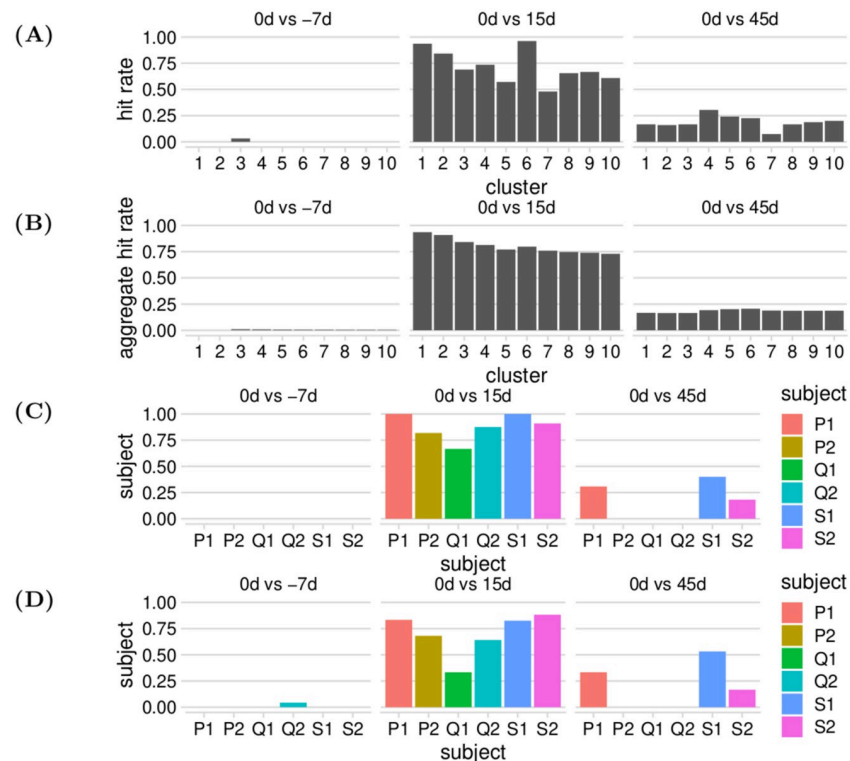 (A)
0d vs −7d 0d vs 15d 0d vs 45d
hit rate
1.00
0.75
0.50
0.25
0.00
1 2 3 4 5 6 7 8 9 10 1 2 3 4 5 6 7 8 9 10 1 2 3 4 5 6 7 8 9 10
cluster
(B)
0d vs −7d 0d vs 15d 0d vs 45d
aggregate hit rate
1.00
0.75
0.50
0.25
0.00
1 2 3 4 5 6 7 8 9 10 1 2 3 4 5 6 7 8 9 10 1 2 3 4 5 6 7 8 9 10
cluster
(C)
0d vs −7d 0d vs 15d 0d vs 45d
subject
1.00
0.75
0.50
0.25
0.00
P1 P2 Q1 Q2 S1 S2 P1 P2 Q1 Q2 S1 S2 P1 P2 Q1 Q2 S1 S2
subject
subject
P1
P2
Q1
Q2
S1
S2
(D)
0d vs −7d 0d vs 15d 0d vs 45d
subject
1.00
0.75
0.50
0.25
0.00
P1 P2 Q1 Q2 S1 S2 P1 P2 Q1 Q2 S1 S2 P1 P2 Q1 Q2 S1 S2
subject
subject
P1
P2
Q1
Q2
S1
S2